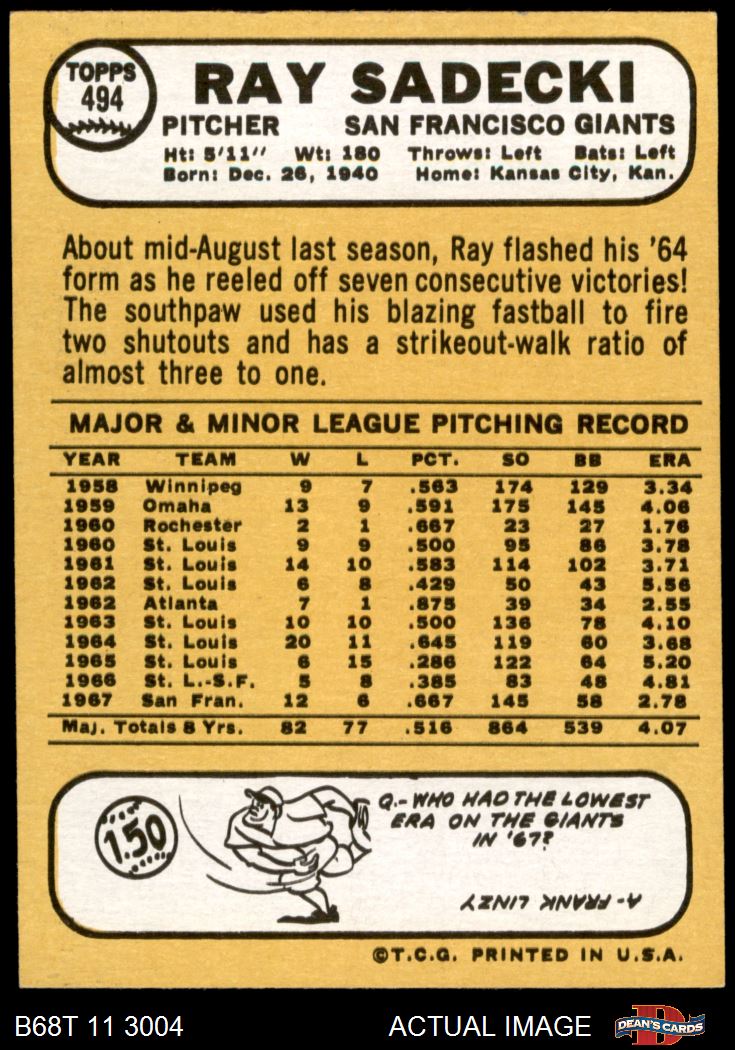 TOPPS
494
RAY SADECKI
PITCHER SAN FRANCISCO GIANTS
Ht: 5'11" Wt: 180 Throws: Left Bats: Left
Born: Dec. 26, 1940 Home: Kansas City, Kan.
About mid-August last season, Ray flashed his '64
form as he reeled off seven consecutive victories!
The southpaw used his blazing fastball to fire
two shutouts and has a strikeout-walk ratio of
almost three to one.
MAJOR & MINOR LEAGUE PITCHING RECORD
YEAR TEAM W L PCT. SO BB ERA
1958 Winnipeg 9 7 .563 174 129 3.34
1959 Omaha 13 9 .591 175 145 4.06
1960 Rochester 2 1 .667 23 27 1.76
1960 St. Louis 9 9 .500 95 86 3.78
1961 St. Louis 14 10 .583 114 102 3.71
1962 St. Louis 6 8 .429 50 43 5.56
1962 Atlanta 7 1 .875 39 34 2.55
1963 St. Louis 10 10 .500 136 78 4.10
1964 St. Louis 20 11 .645 119 60 3.68
1965 St. Louis 6 15 .286 122 64 5.20
1966 St. L.-S.F. 5 8 .385 83 48 4.81
1967 San Fran. 12 6 .667 145 58 2.78
Maj. Totals 8 Yrs. 82 77 .516 864 539 4.07
1.50
Q.- WHO HAD THE LOWEST
ERA ON THE GIANTS
IN '67?
A- FRANK LINZY
©T.C.G. PRINTED IN U.S.A.
B68T 11 3004 ACTUAL IMAGE
D
DEAN'S CARDS